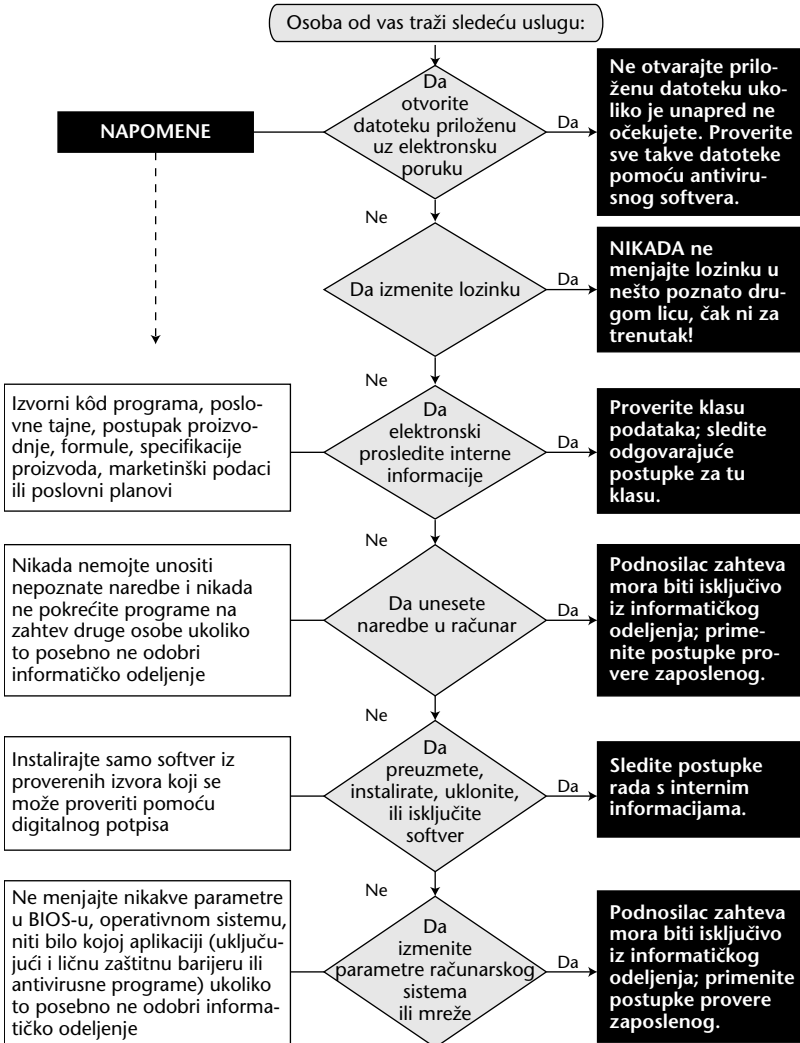 Osoba od vas traži sledeću uslugu:
Da
otvorite
datoteku priloženu
uz elektronsku
poruku
Da
Ne otvarajte prilo-
ženu datoteku uko-
liko je unapred ne
očekujete. Proverite
sve takve datoteke
pomoću antiviru-
snog softvera.
NAPOMENE
Ne
Da izmenite lozinku
Da
NIKADA ne
menjajte lozinku u
nešto poznato dru-
gom licu, čak ni za
trenutak!
Ne
Izvorni kôd programa, poslo-
vne tajne, postupak proizvo-
dnje, formule, specifikacije
proizvoda, marketinški podaci
ili poslovni planovi
Da
elektronski
prosledite interne
informacije
Proverite klasu
podataka; sledite
odgovarajuće
postupke za tu
klasu.
Ne
Nikada nemojte unositi
nepoznate naredbe i nikada
ne pokrećite programe na
zahtev druge osobe ukoliko
to posebno ne odobri
informatičko odeljenje
Da unesete
naredbe u računar
Da
Podnosilac zahteva
mora biti isključivo
iz informatičkog
odeljenja; prime-
nite postupke pro-
vere zaposlenog.
Ne
Instalirajte samo softver iz
proverenih izvora koji se
može proveriti pomoću
digitalnog potpisa
Da
preuzmete,
instalirate, uklonite,
ili isključite
softver
Da
Sledite postupke
rada s internim
informacijama.
Ne
Ne menjajte nikakve parametre
u BIOS-u, operativnom sistemu,
niti bilo kojoj aplikaciji (uključu-
jući i ličnu zaštitnu barijeru ili
antivirusne programe) ukoliko
to posebno ne odobri informa-
tičko odeljenje
Da
izmenite
parametre računarskog
sistema
ili mreže
Da
Podnosilac zahteva
mora biti isključivo
iz informatičkog
odeljenja; primenite
postupke provere
zaposlenog.